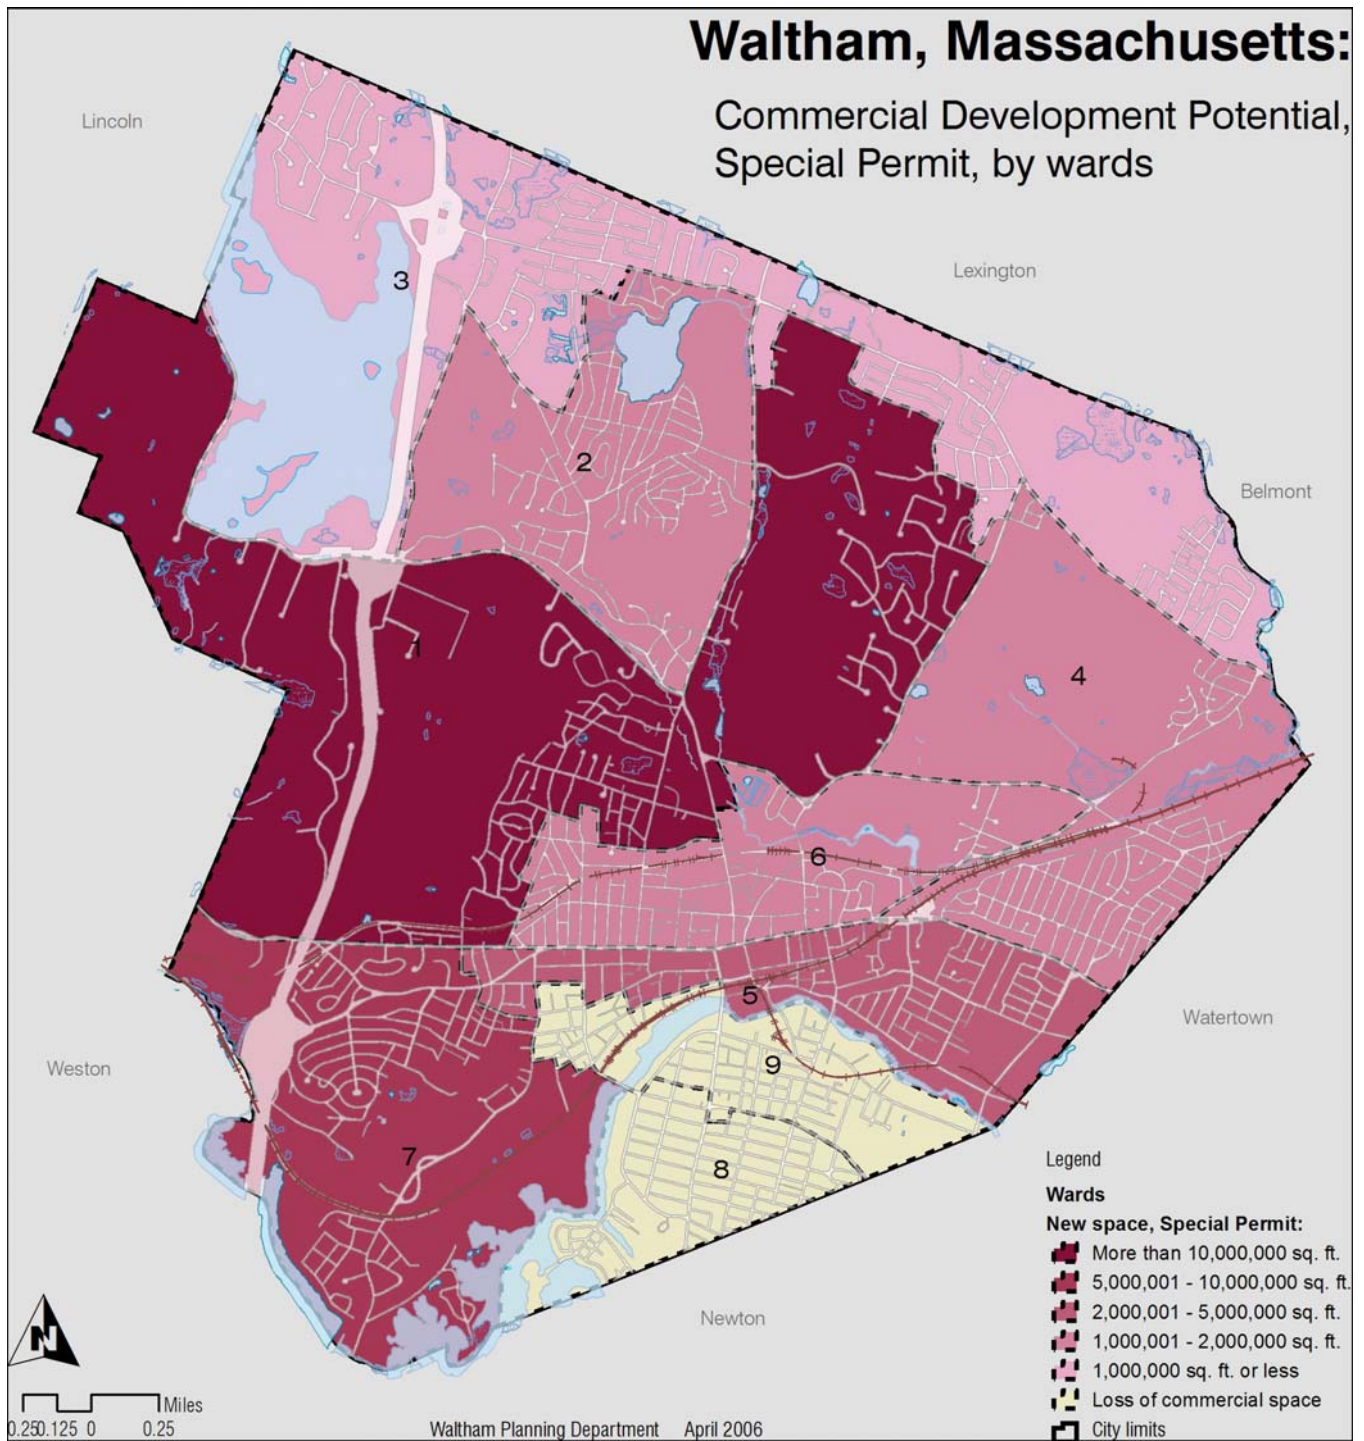 Waltham, Massachusetts:
Commercial Development Potential,
Special Permit, by wards
Lincoln
Lexington
3
2
Belmont
1
4
6
5
Watertown
Weston
9
7
8
Newton
Legend
Wards
New space, Special Permit:
More than 10,000,000 sq. ft.
5,000,001 - 10,000,000 sq. ft.
2,000,001 - 5,000,000 sq. ft.
1,000,001 - 2,000,000 sq. ft.
1,000,000 sq. ft. or less
Loss of commercial space
City limits
N
Miles
0.25 0.125 0 0.25
Waltham Planning Department April 2006